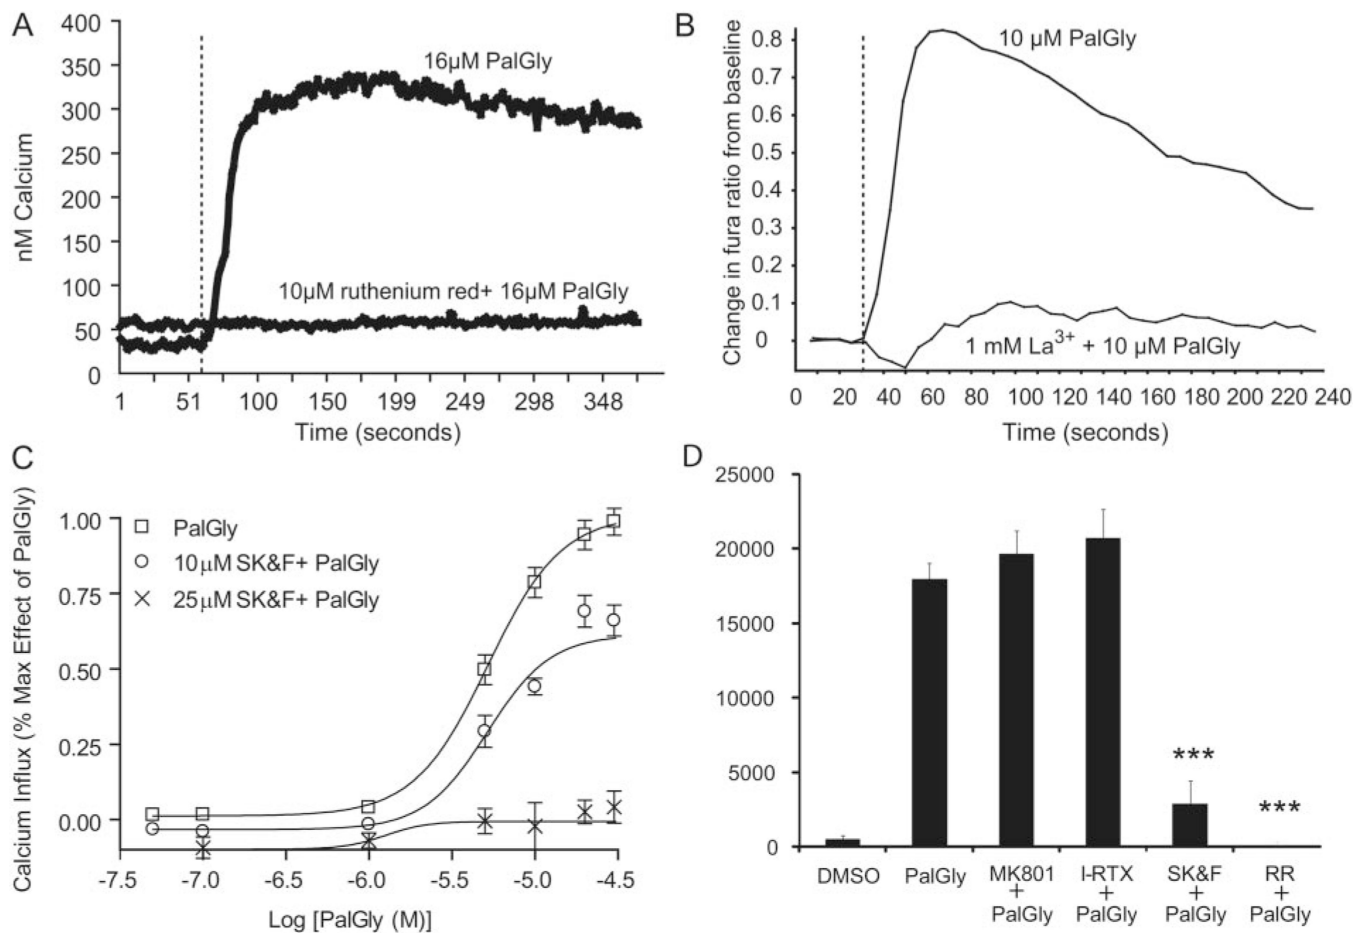 A
400
350
300
250
200
150
100
50
0
nM Calcium
16µM PalGly
10µM ruthenium red+ 16µM PalGly
1 51 100 150 199 249 298 348
Time (seconds)
B
0.8
0.7
0.6
0.5
0.4
0.3
0.2
0.1
0
Change in fura ratio from baseline
10 µM PalGly
1 mM La³⁺ + 10 µM PalGly
0 20 40 60 80 100 120 140 160 180 200 220 240
Time (seconds)
C
1.00
0.75
0.50
0.25
0.00
Calcium Influx (% Max Effect of PalGly)
PalGly
10µM SK&F+ PalGly
25µM SK&F+ PalGly
-7.5 -7.0 -6.5 -6.0 -5.5 -5.0 -4.5
Log [PalGly (M)]
D
25000
20000
15000
10000
5000
0
***
***
DMSO PalGly MK801 I-RTX SK&F RR
+ + + +
PalGly PalGly PalGly PalGly